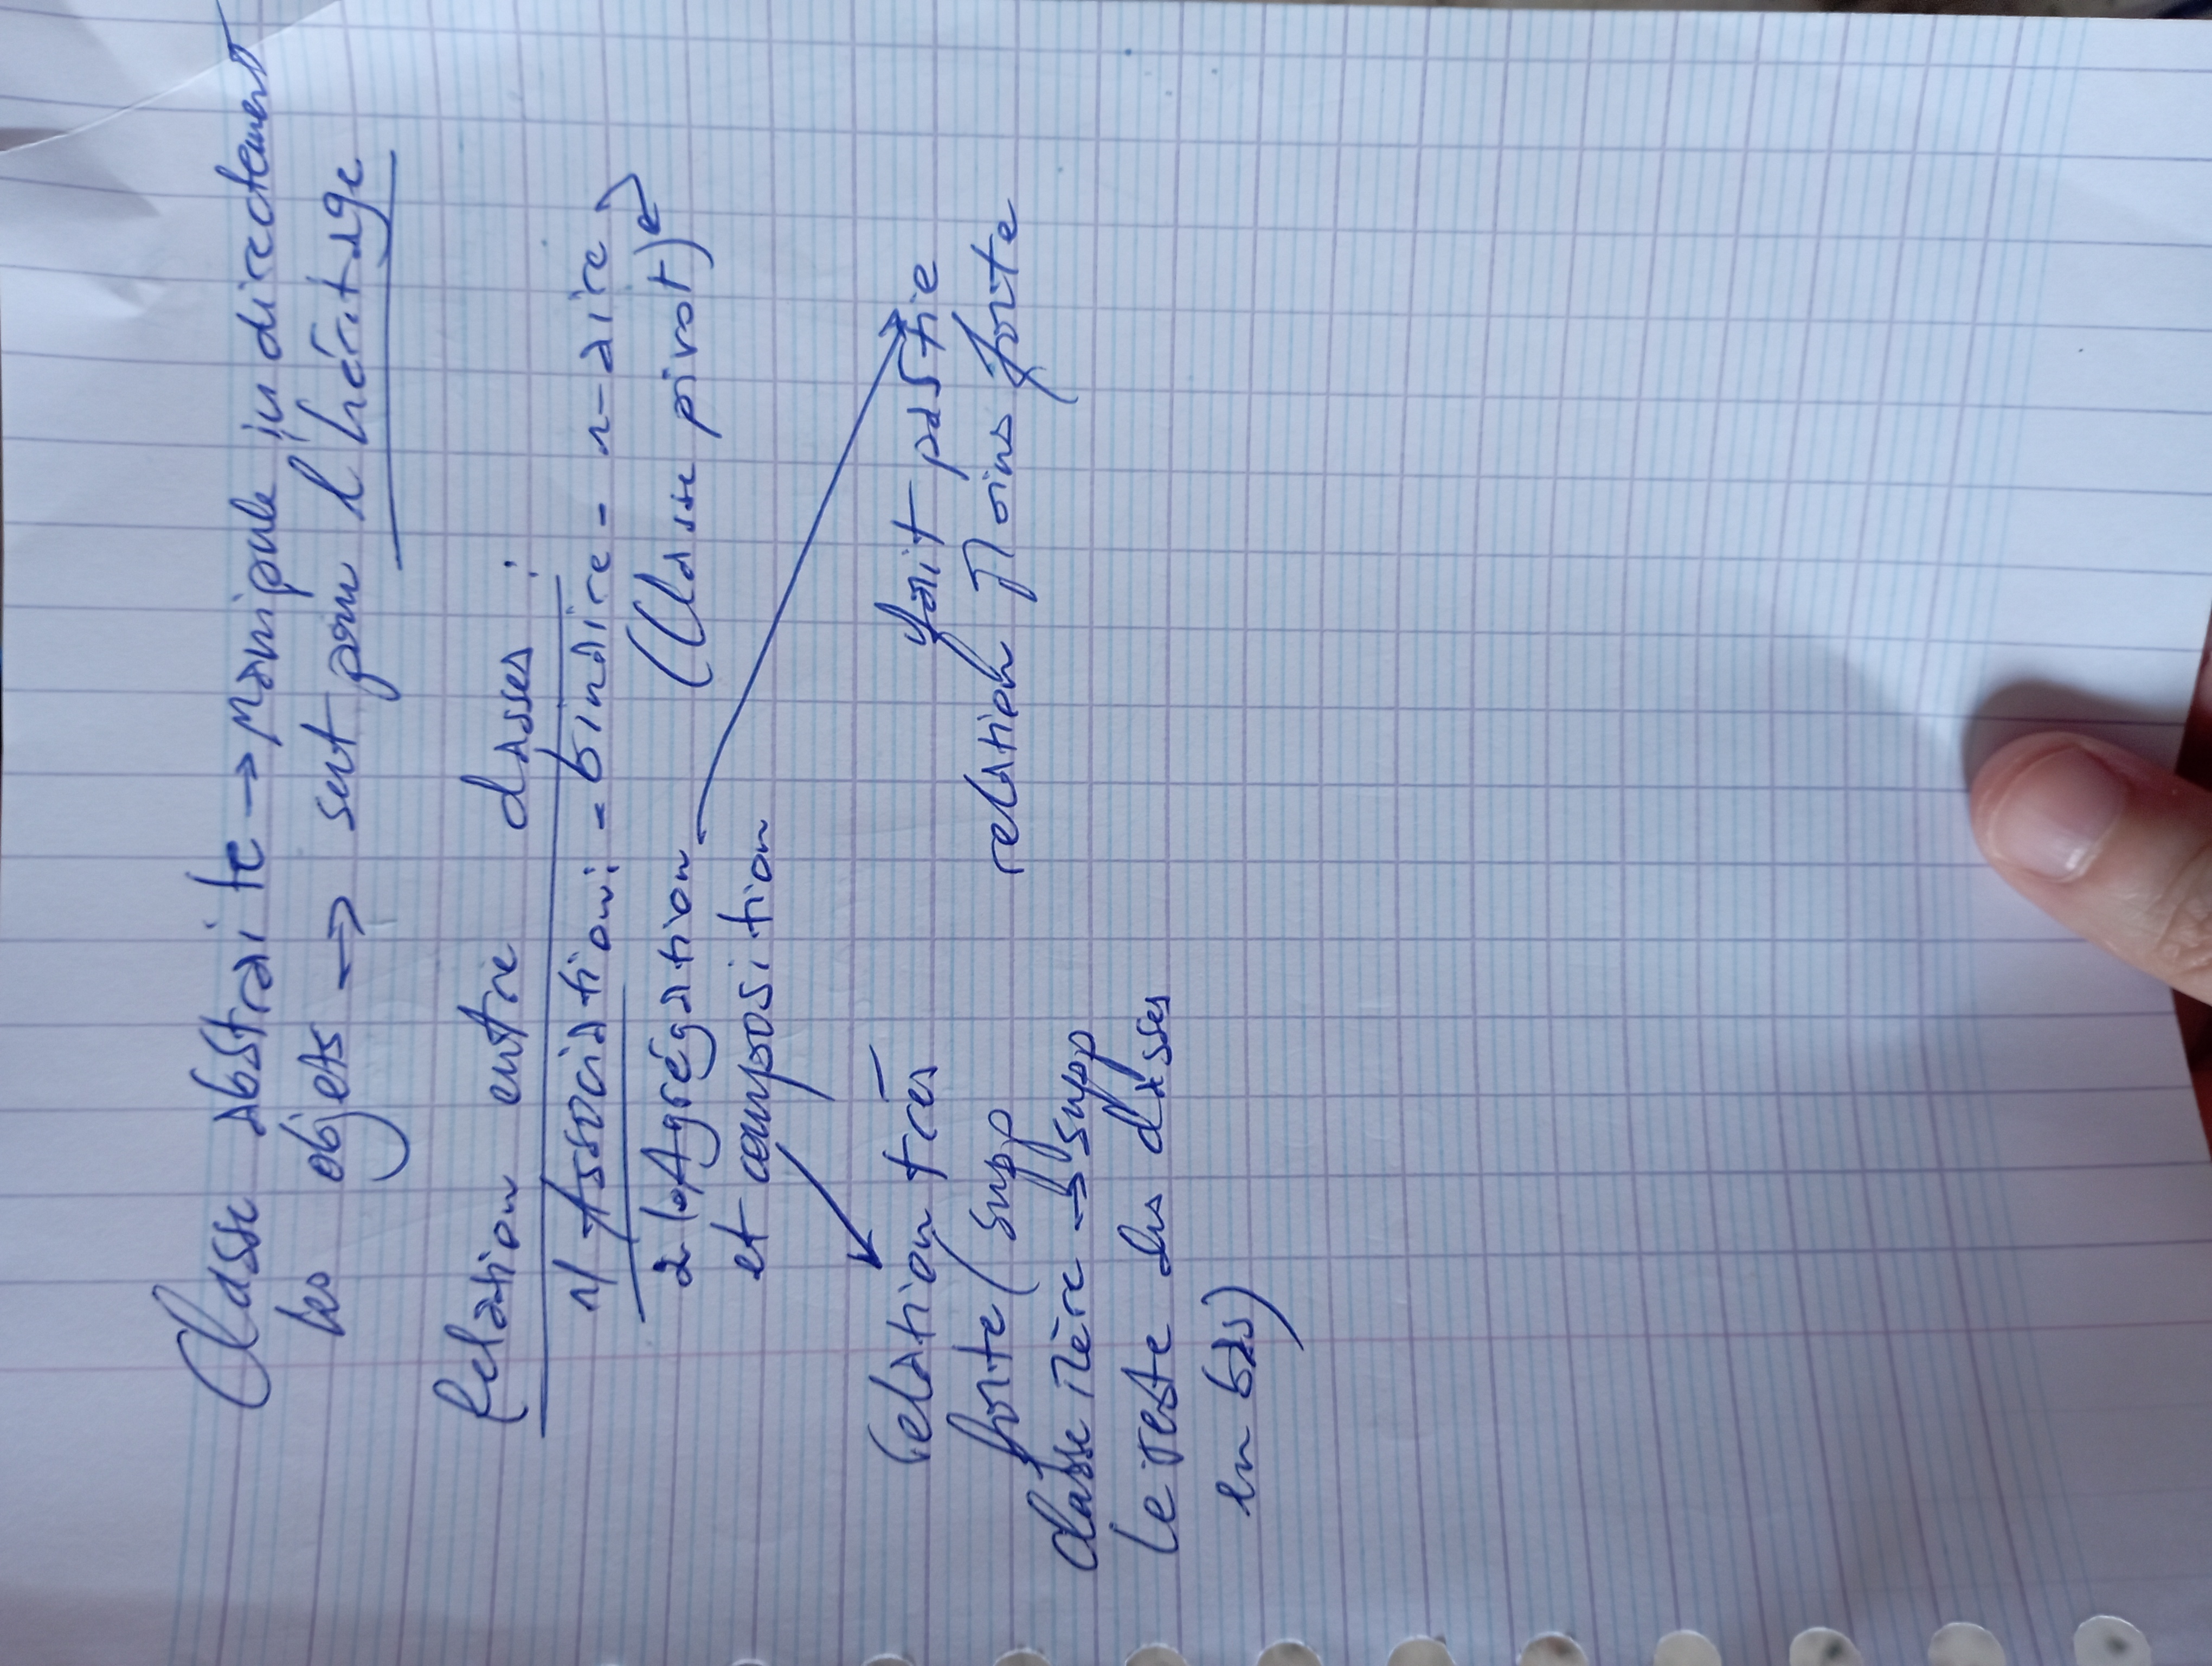 Classe abstraite → Manipule indirectement
les objets → sert pour l'héritage
Relation entre classes :
1/ Association: - binaire - n-aire
2/ Agrégation (Classe pivot)
et composition
relation très
forte (supp
classe Mère → supp
le reste des classes
en bas)
fait partie
relation Moins forte